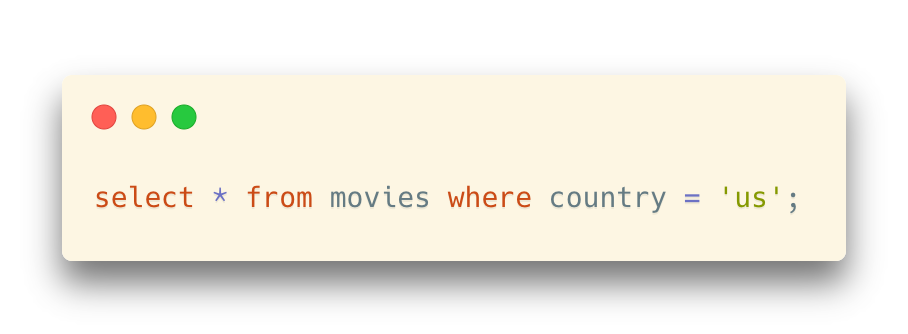 select * from movies where country = 'us';